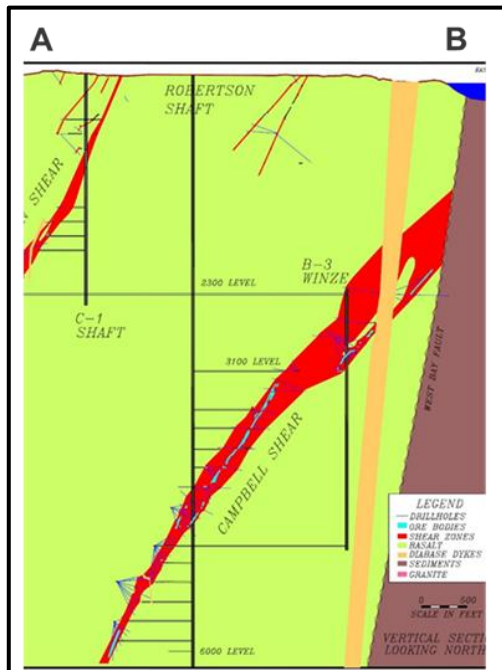 A
B
ROBERTSON
SHAFT
SHEAR
B-3
WINZE
2300 LEVEL
C-1
SHAFT
3100 LEVEL
WEST BAY FAULT
CAMPBELL SHEAR
LEGEND
DRILLHOLES
ORE BODIES
SHEAR ZONES
BASALT
DIABASE DYKES
SEDIMENTS
GRANITE
0 500
SCALE IN FEET
VERTICAL SECTI
LOOKING NORTH
6000 LEVEL